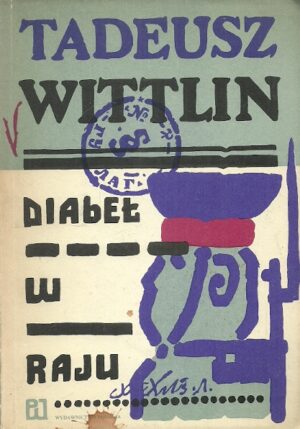 TADEUSZ
WITTLIN
DIABEŁ
W
RAJU